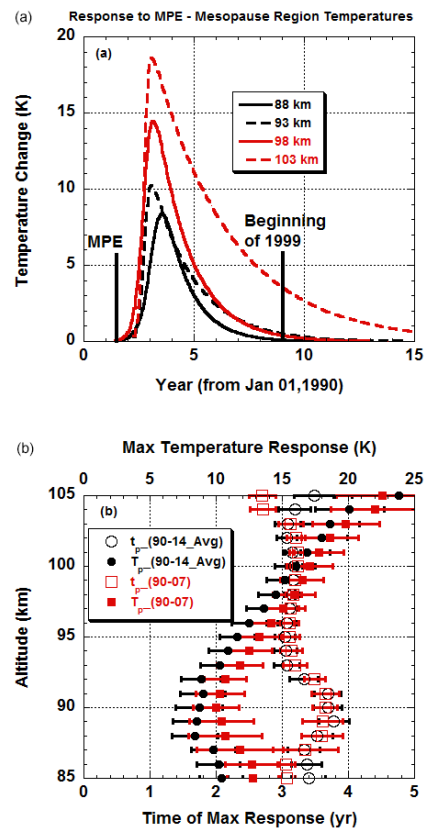 (a)
Response to MPE - Mesopause Region Temperatures
(a)
88 km
93 km
98 km
103 km
MPE
Beginning
of 1999
Temperature Change (K)
20
15
10
5
0
0 5 10 15
Year (from Jan 01,1990)
(b)
Max Temperature Response (K)
0 5 10 15 20 25
(b)
t_p_(90-14_Avg)
T_p_(90-14_Avg)
t_p_(90-07)
T_p_(90-07)
Altitude (km)
105
100
95
90
85
0 1 2 3 4 5
Time of Max Response (yr)